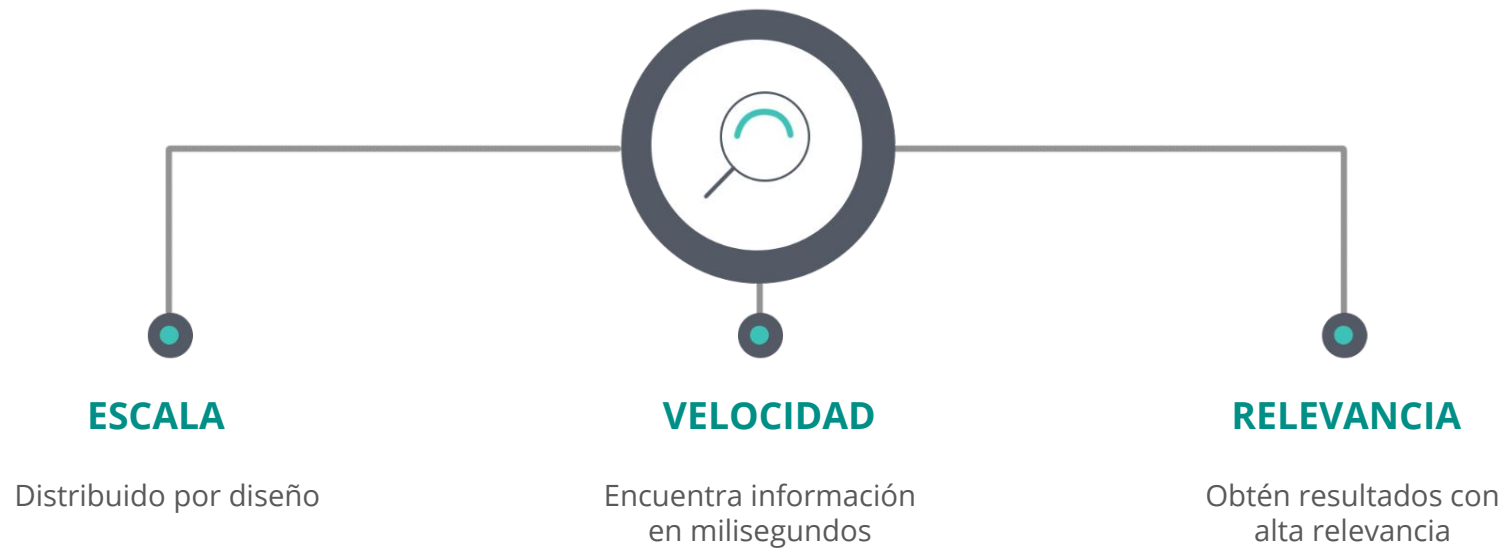 ESCALA
Distribuido por diseño
VELOCIDAD
Encuentra información
en milisegundos
RELEVANCIA
Obtén resultados con
alta relevancia